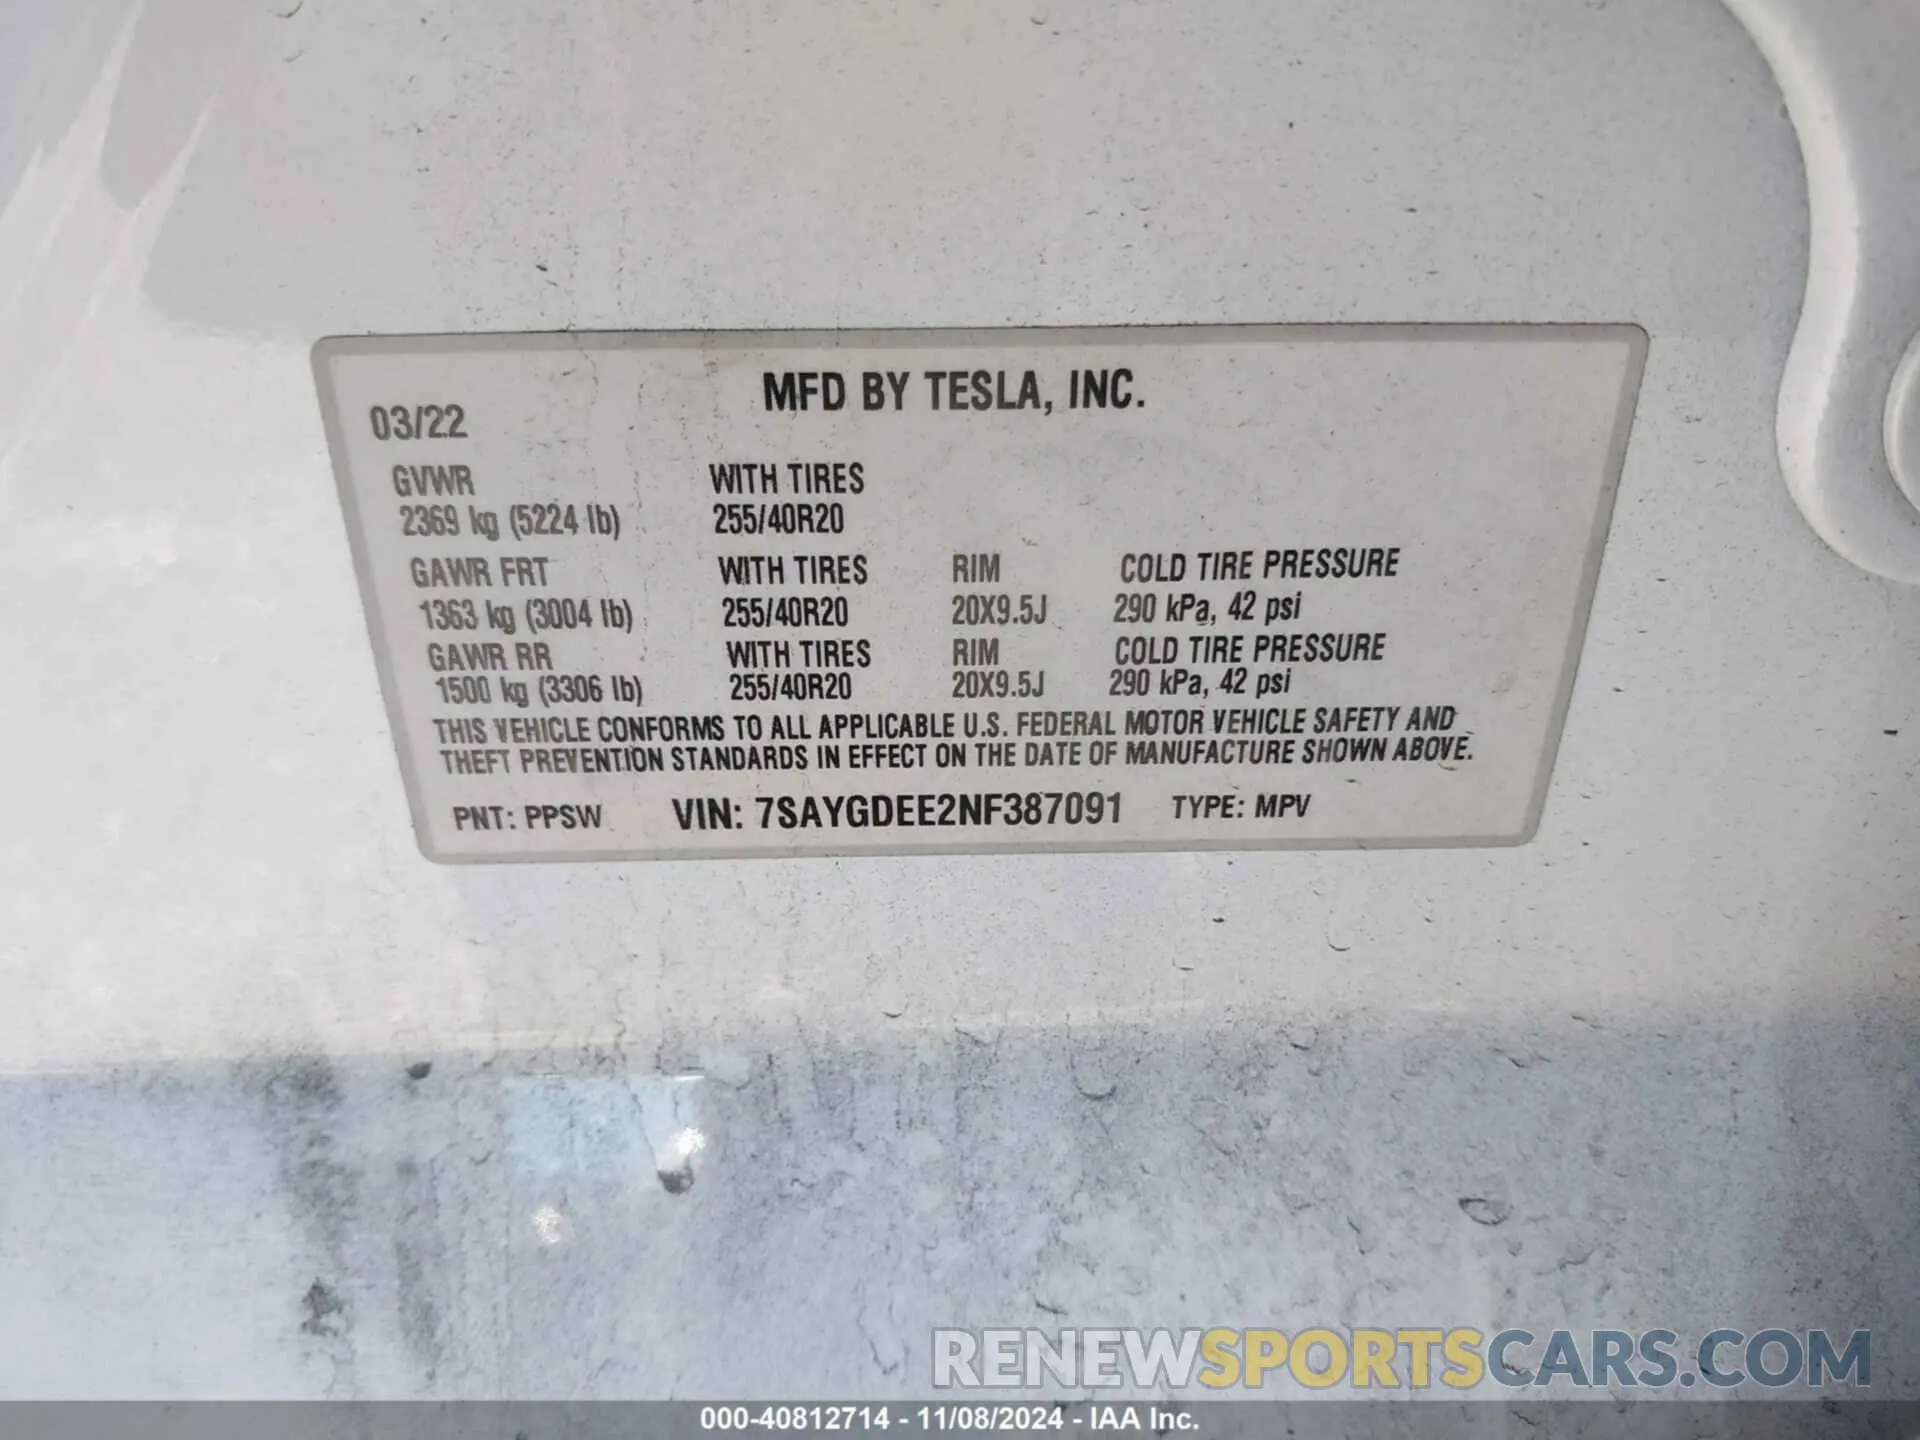 MFD BY TESLA, INC.
03/22
GVWR WITH TIRES
2369 kg (5224 lb) 255/40R20
GAWR FRT WITH TIRES RIM COLD TIRE PRESSURE
1363 kg (3004 lb) 255/40R20 20X9.5J 290 kPa, 42 psi
GAWR RR WITH TIRES RIM COLD TIRE PRESSURE
1500 kg (3306 lb) 255/40R20 20X9.5J 290 kPa, 42 psi
THIS VEHICLE CONFORMS TO ALL APPLICABLE U.S. FEDERAL MOTOR VEHICLE SAFETY AND
THEFT PREVENTION STANDARDS IN EFFECT ON THE DATE OF MANUFACTURE SHOWN ABOVE.
PNT: PPSW VIN: 7SAYGDEE2NF387091 TYPE: MPV
RENEWSPORTSCARS.COM
000-40812714 - 11/08/2024 - IAA Inc.